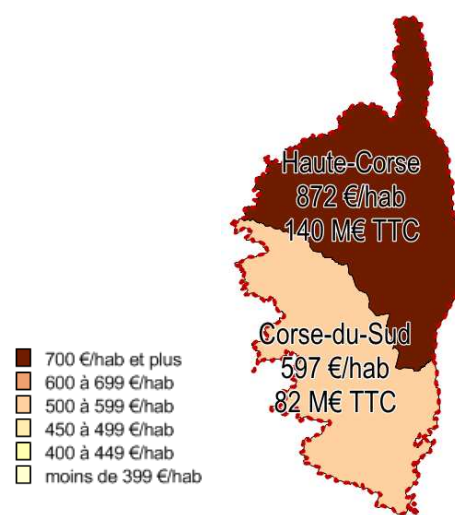 Haute-Corse
872 €/hab
140 M€ TTC
Corse-du-Sud
597 €/hab
82 M€ TTC
700 €/hab et plus
600 à 699 €/hab
500 à 599 €/hab
450 à 499 €/hab
400 à 449 €/hab
moins de 399 €/hab